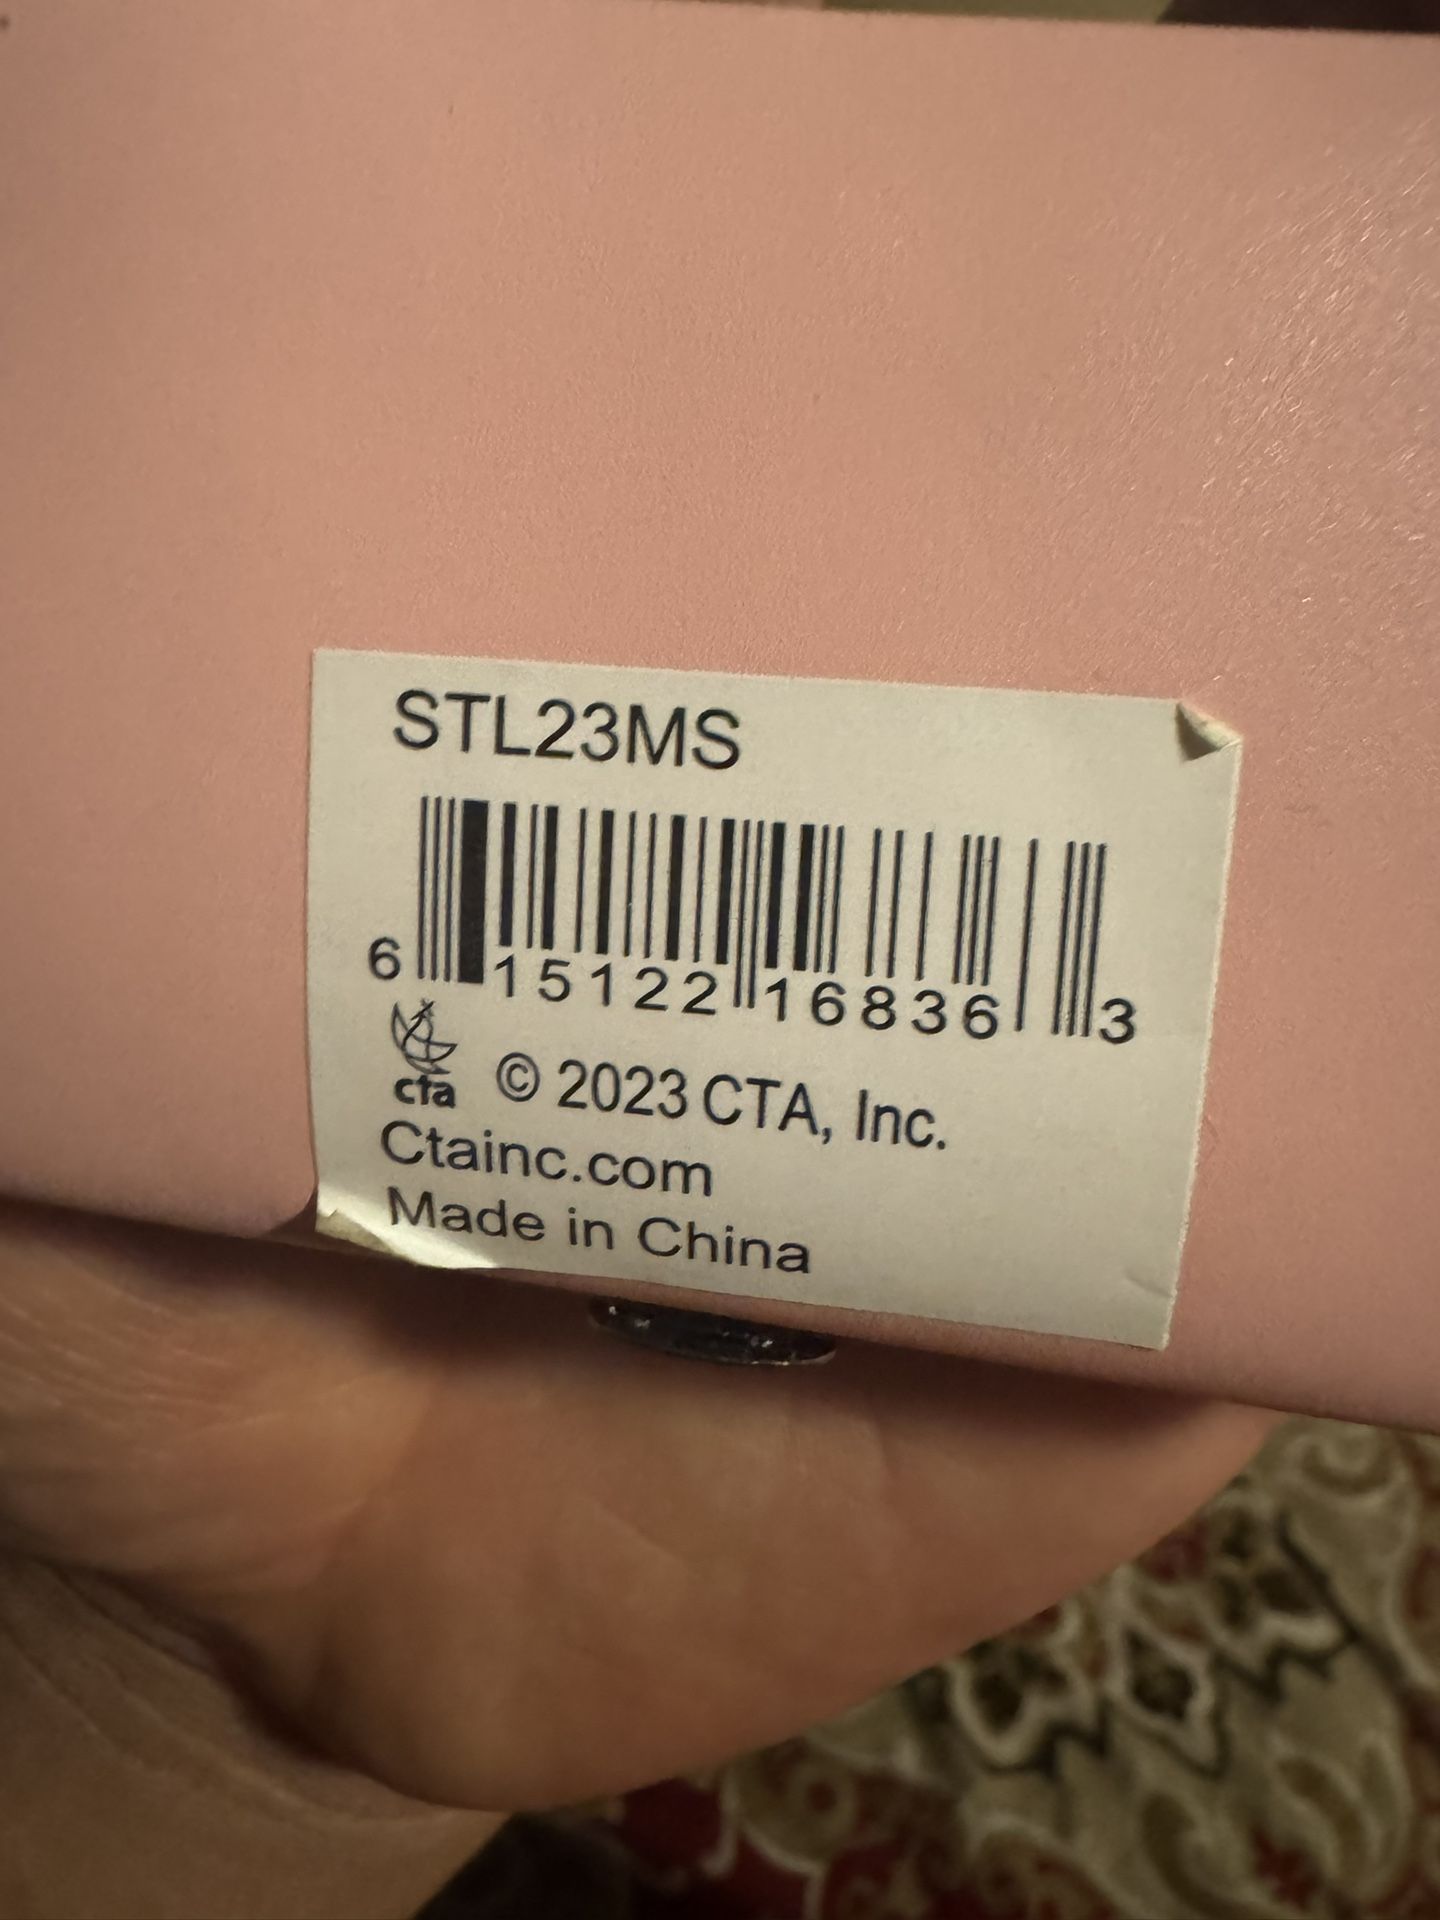 STL23MS
6 15122 16836 3
cta © 2023 CTA, Inc.
Ctainc.com
Made in China